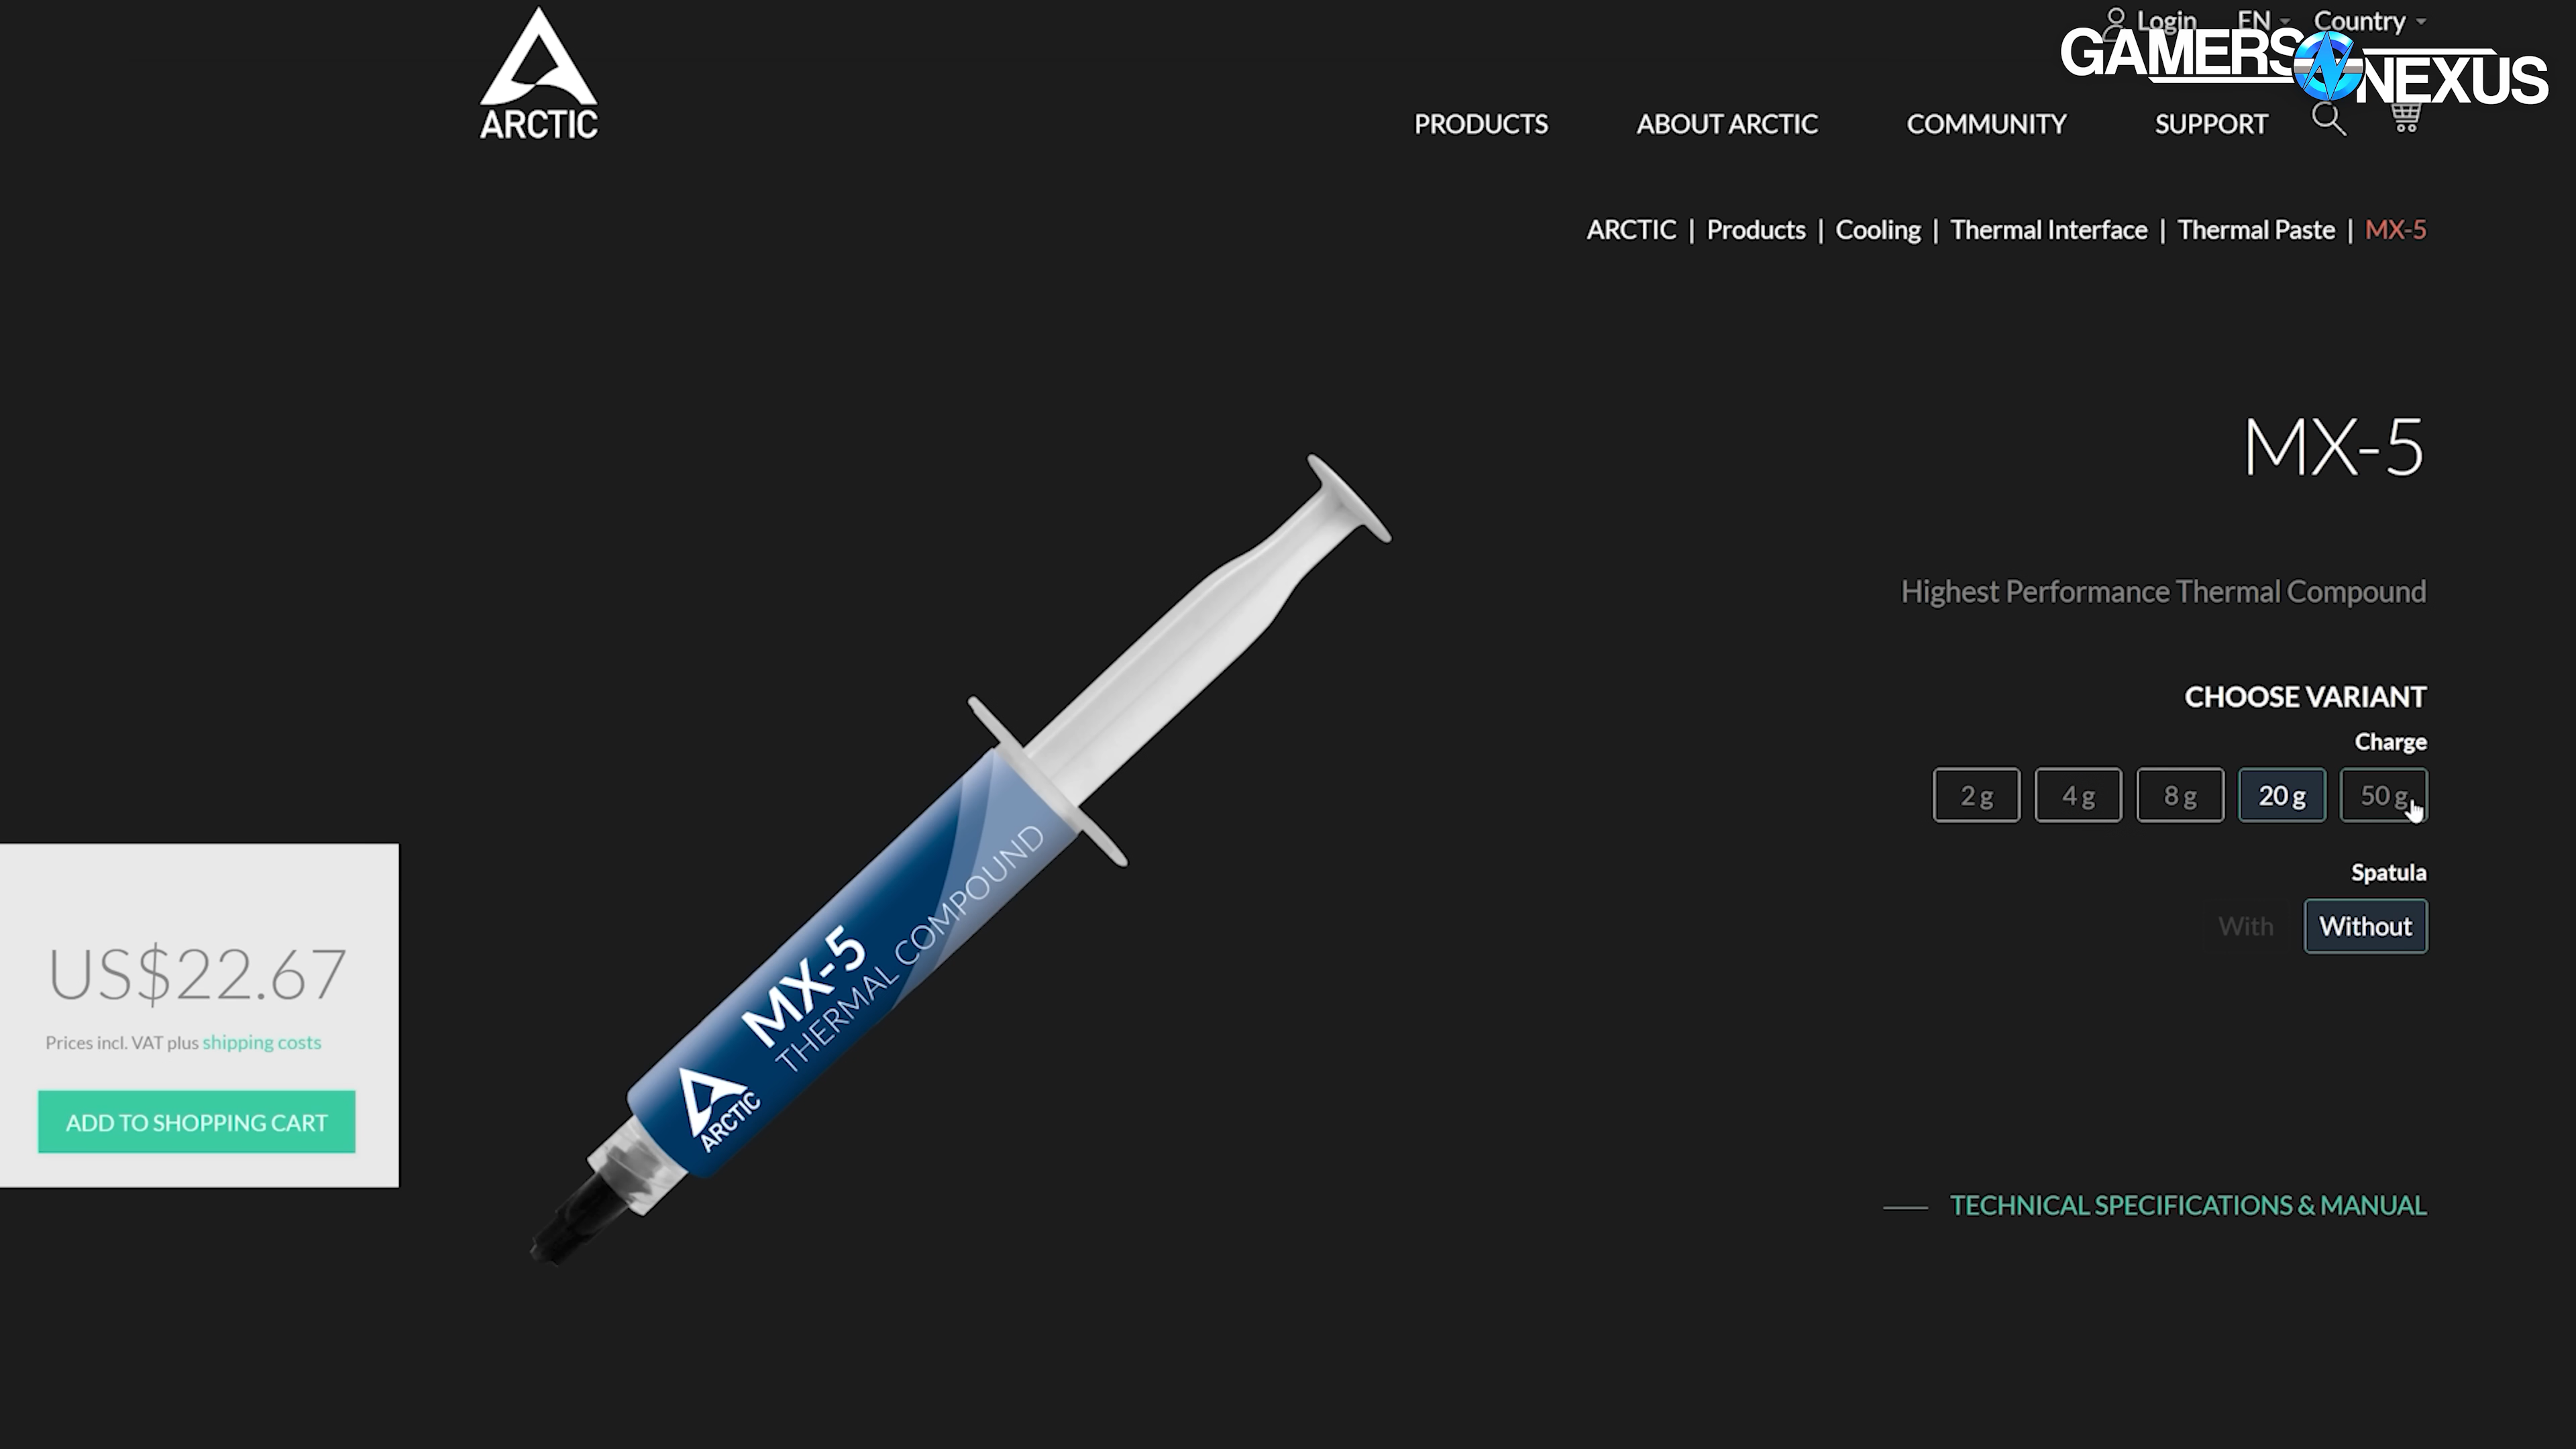 Login EN Country
GAMERS NEXUS
ARCTIC
PRODUCTS ABOUT ARCTIC COMMUNITY SUPPORT
ARCTIC | Products | Cooling | Thermal Interface | Thermal Paste | MX-5
MX-5
Highest Performance Thermal Compound
CHOOSE VARIANT
Charge
2 g 4 g 8 g 20 g 50 g
Spatula
With Without
MX-5
THERMAL COMPOUND
ARCTIC
US$22.67
Prices incl. VAT plus shipping costs
ADD TO SHOPPING CART
TECHNICAL SPECIFICATIONS & MANUAL